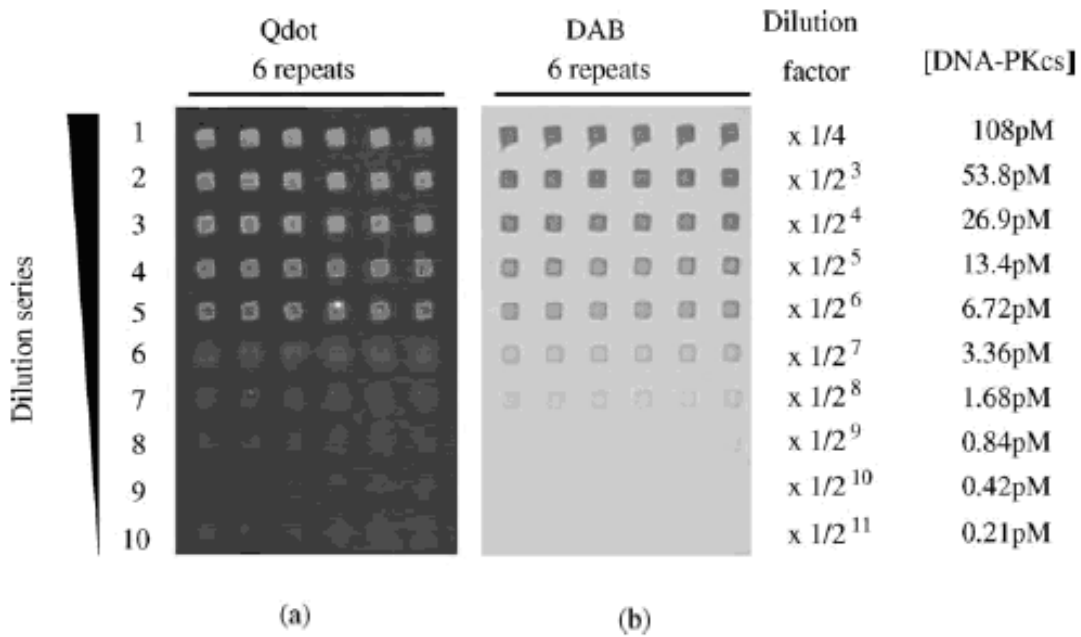 Qdot
6 repeats
DAB
6 repeats
Dilution
factor
[DNA-PKcs]
Dilution series
1 x 1/4 108pM
2 x 1/2 3 53.8pM
3 x 1/2 4 26.9pM
4 x 1/2 5 13.4pM
5 x 1/2 6 6.72pM
6 x 1/2 7 3.36pM
7 x 1/2 8 1.68pM
8 x 1/2 9 0.84pM
9 x 1/2 10 0.42pM
10 x 1/2 11 0.21pM
(a) (b)